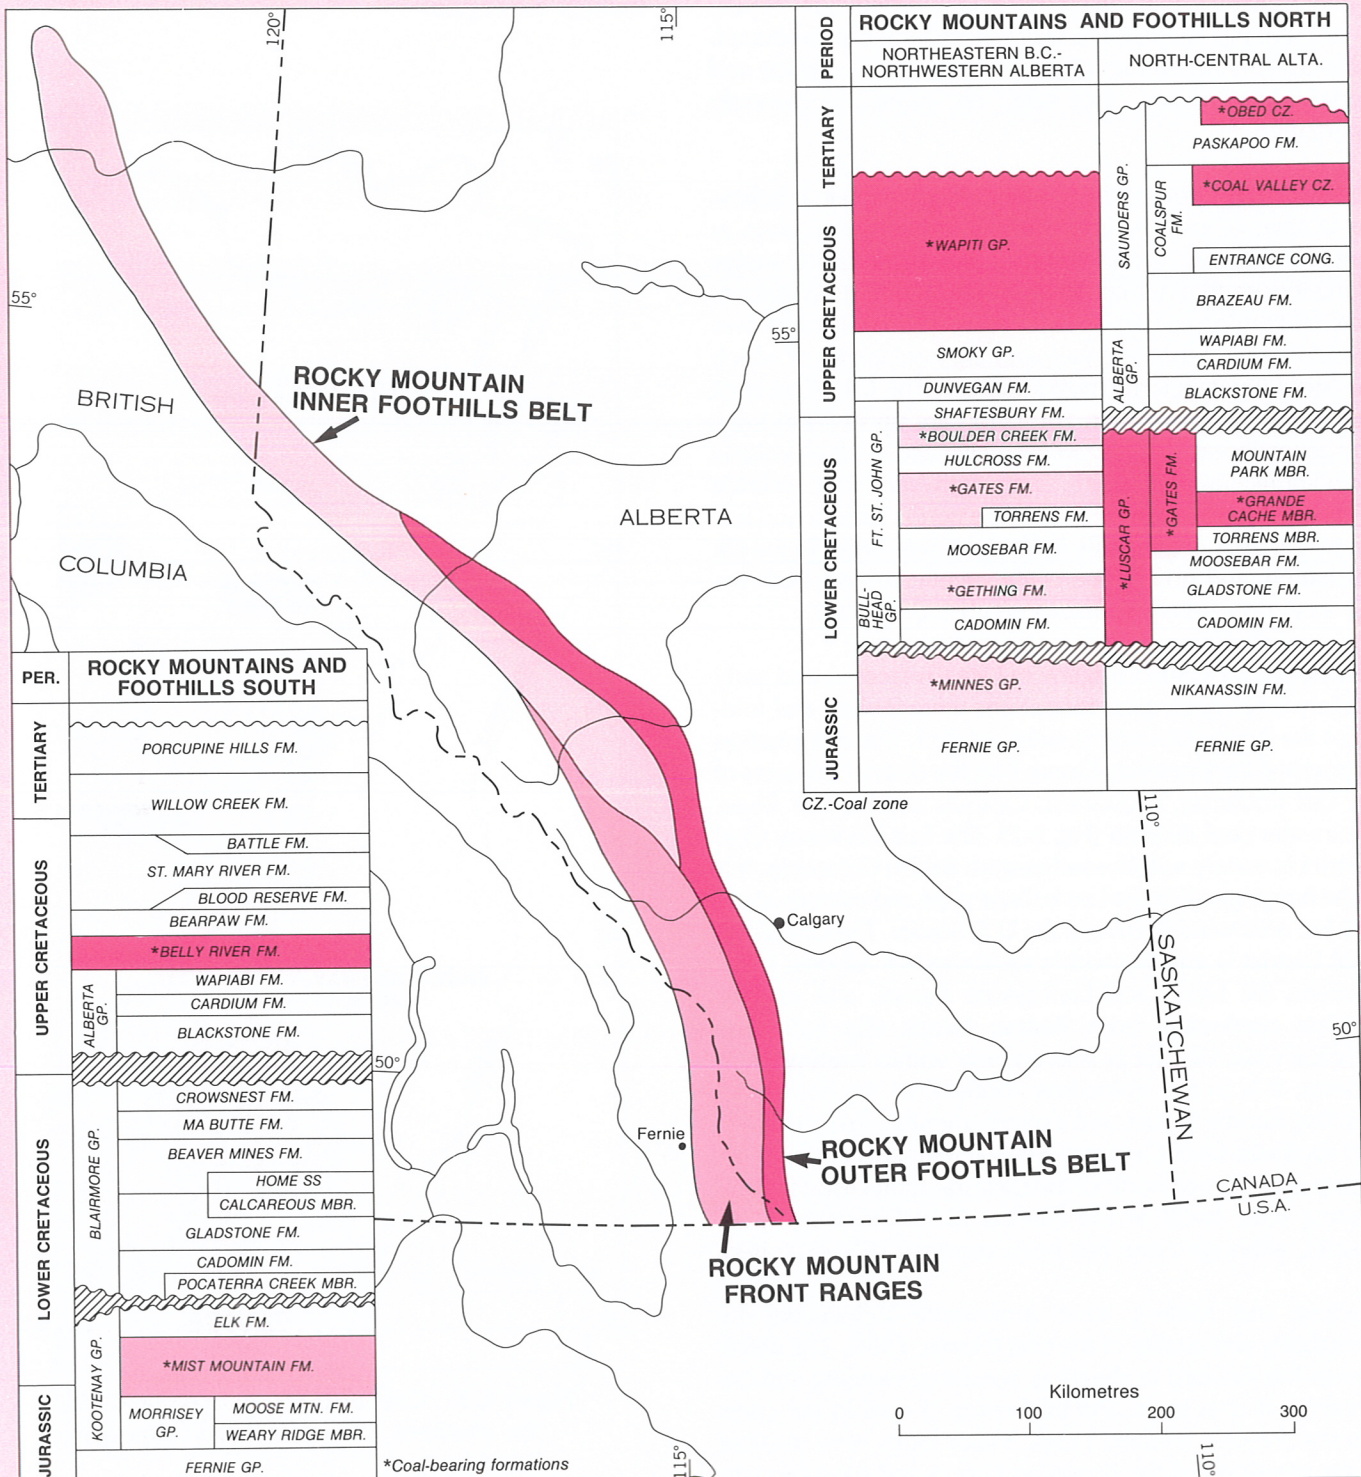 120°
115°
ROCKY MOUNTAINS AND FOOTHILLS NORTH
PERIOD
NORTHEASTERN B.C.-
NORTHWESTERN ALBERTA
NORTH-CENTRAL ALTA.
TERTIARY
UPPER CRETACEOUS
LOWER CRETACEOUS
JURASSIC
*WAPITI GP.
SMOKY GP.
DUNVEGAN FM.
FT. ST. JOHN GP.
SHAFTESBURY FM.
*BOULDER CREEK FM.
HULCROSS FM.
*GATES FM.
TORRENS FM.
MOOSEBAR FM.
BULL-
HEAD
GP.
*GETHING FM.
CADOMIN FM.
*MINNES GP.
FERNIE GP.
SAUNDERS GP.
*OBED CZ.
PASKAPOO FM.
COALSPUR
FM.
*COAL VALLEY CZ.
ENTRANCE CONG.
BRAZEAU FM.
ALBERTA
GP.
WAPIABI FM.
CARDIUM FM.
BLACKSTONE FM.
*LUSCAR GP.
*GATES FM.
MOUNTAIN
PARK MBR.
*GRANDE
CACHE MBR.
TORRENS MBR.
MOOSEBAR FM.
GLADSTONE FM.
CADOMIN FM.
NIKANASSIN FM.
FERNIE GP.
CZ.-Coal zone
55°
55°
BRITISH
COLUMBIA
ROCKY MOUNTAIN
INNER FOOTHILLS BELT
ALBERTA
110°
Calgary
SASKATCHEWAN
50°
50°
Fernie
ROCKY MOUNTAIN
OUTER FOOTHILLS BELT
CANADA
U.S.A.
ROCKY MOUNTAIN
FRONT RANGES
PER.
ROCKY MOUNTAINS AND
FOOTHILLS SOUTH
TERTIARY
UPPER CRETACEOUS
LOWER CRETACEOUS
JURASSIC
PORCUPINE HILLS FM.
WILLOW CREEK FM.
BATTLE FM.
ST. MARY RIVER FM.
BLOOD RESERVE FM.
BEARPAW FM.
*BELLY RIVER FM.
ALBERTA
GP.
WAPIABI FM.
CARDIUM FM.
BLACKSTONE FM.
BLAIRMORE GP.
CROWSNEST FM.
MA BUTTE FM.
BEAVER MINES FM.
HOME SS
CALCAREOUS MBR.
GLADSTONE FM.
CADOMIN FM.
POCATERRA CREEK MBR.
KOOTENAY GP.
ELK FM.
*MIST MOUNTAIN FM.
MORRISEY
GP.
MOOSE MTN. FM.
WEARY RIDGE MBR.
FERNIE GP.
*Coal-bearing formations
Kilometres
0
100
200
300
115°
110°